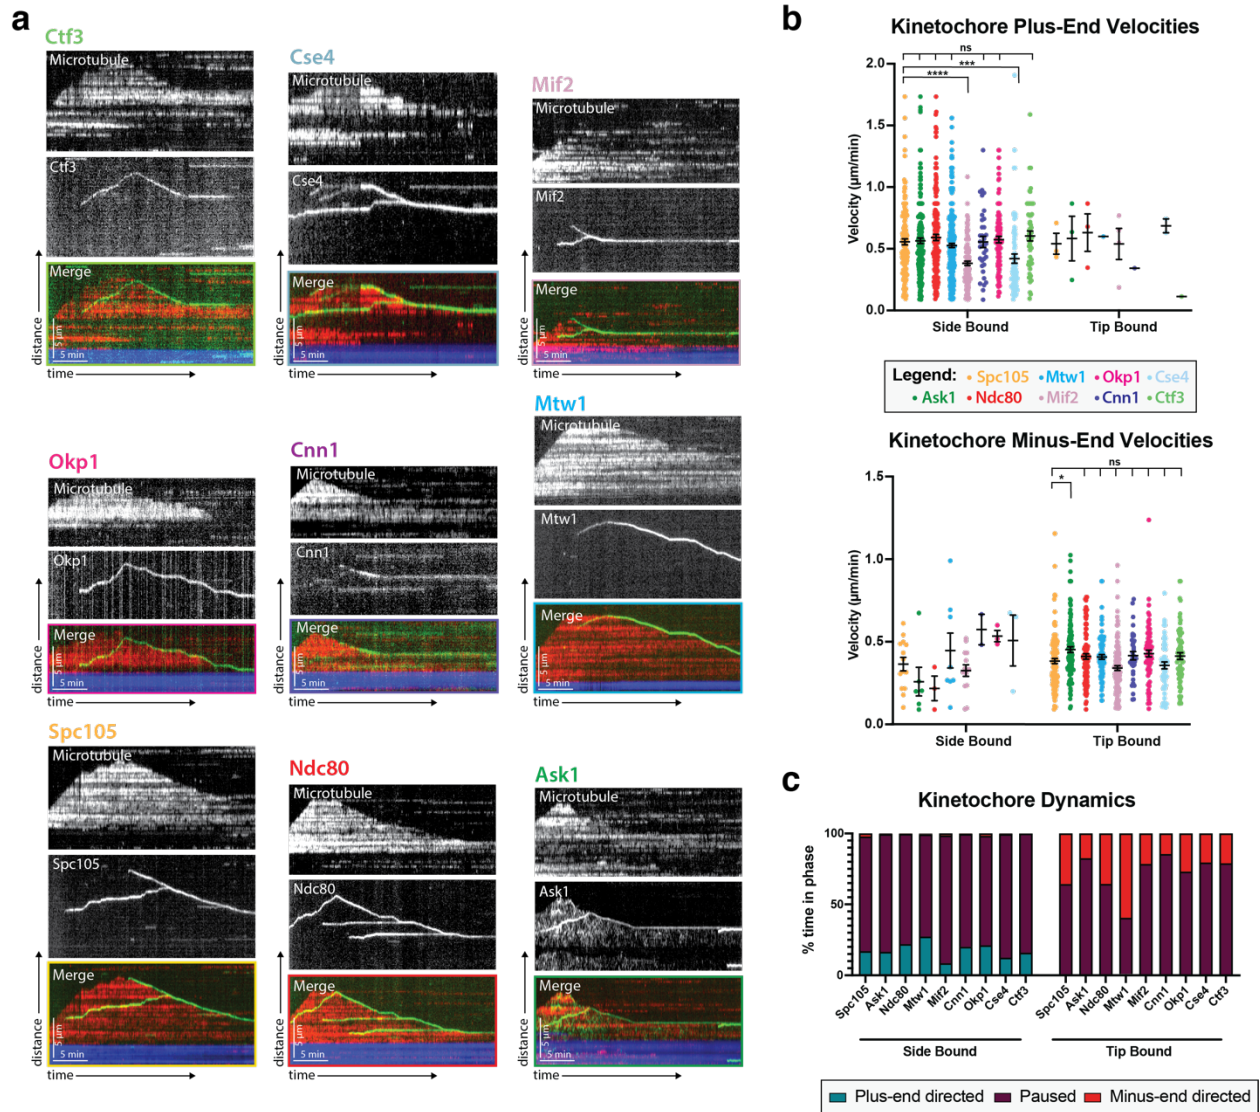 a
Ctf3
Microtubule
Ctf3
Merge
distance
5 µm
5 min
time
Cse4
Microtubule
Cse4
Merge
distance
5 µm
5 min
time
Mif2
Microtubule
Mif2
Merge
distance
5 µm
5 min
time
Okp1
Microtubule
Okp1
Merge
distance
5 µm
5 min
time
Cnn1
Microtubule
Cnn1
Merge
distance
5 µm
5 min
time
Mtw1
Microtubule
Mtw1
Merge
distance
5 µm
5 min
time
Spc105
Microtubule
Spc105
Merge
distance
5 µm
5 min
time
Ndc80
Microtubule
Ndc80
Merge
distance
5 µm
5 min
time
Ask1
Microtubule
Ask1
Merge
distance
5 µm
5 min
time
b
Kinetochore Plus-End Velocities
ns
***
****
2.0
1.5
1.0
0.5
0.0
Velocity (µm/min)
Side Bound Tip Bound
Legend: Spc105 Mtw1 Okp1 Cse4
Ask1 Ndc80 Mif2 Cnn1 Ctf3
Kinetochore Minus-End Velocities
ns
*
1.5
1.0
0.5
0.0
Velocity (µm/min)
Side Bound Tip Bound
c
Kinetochore Dynamics
100
50
0
% time in phase
Spc105 Ask1 Ndc80 Mtw1 Mif2 Cnn1 Okp1 Cse4 Ctf3 Spc105 Ask1 Ndc80 Mtw1 Mif2 Cnn1 Okp1 Cse4 Ctf3
Side Bound Tip Bound
Plus-end directed Paused Minus-end directed